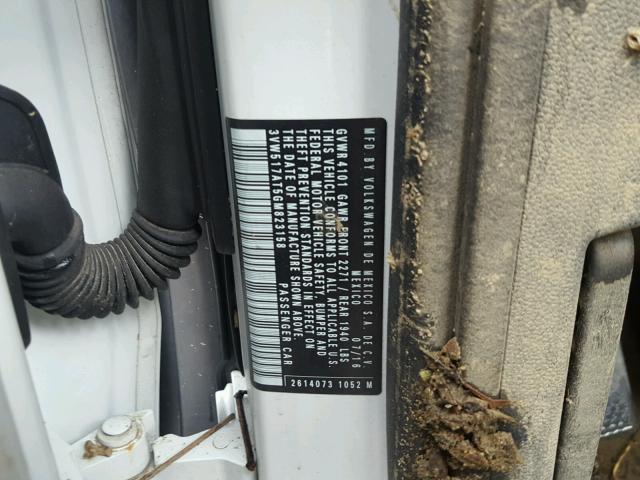 MFD BY VOLKSWAGEN DE MEXICO S.A. DE C.V.
MEXICO 07/16
GVWR 4101 GAWR FRONT 2271 / REAR 1940 LBS
THIS VEHICLE CONFORMS TO ALL APPLICABLE U.S.
FEDERAL MOTOR VEHICLE SAFETY, BUMPER AND
THEFT PREVENTION STANDARDS IN EFFECT ON
THE DATE OF MANUFACTURE SHOWN ABOVE.
3VW517AT5GM823158 PASSENGER CAR
2614073 1052 M